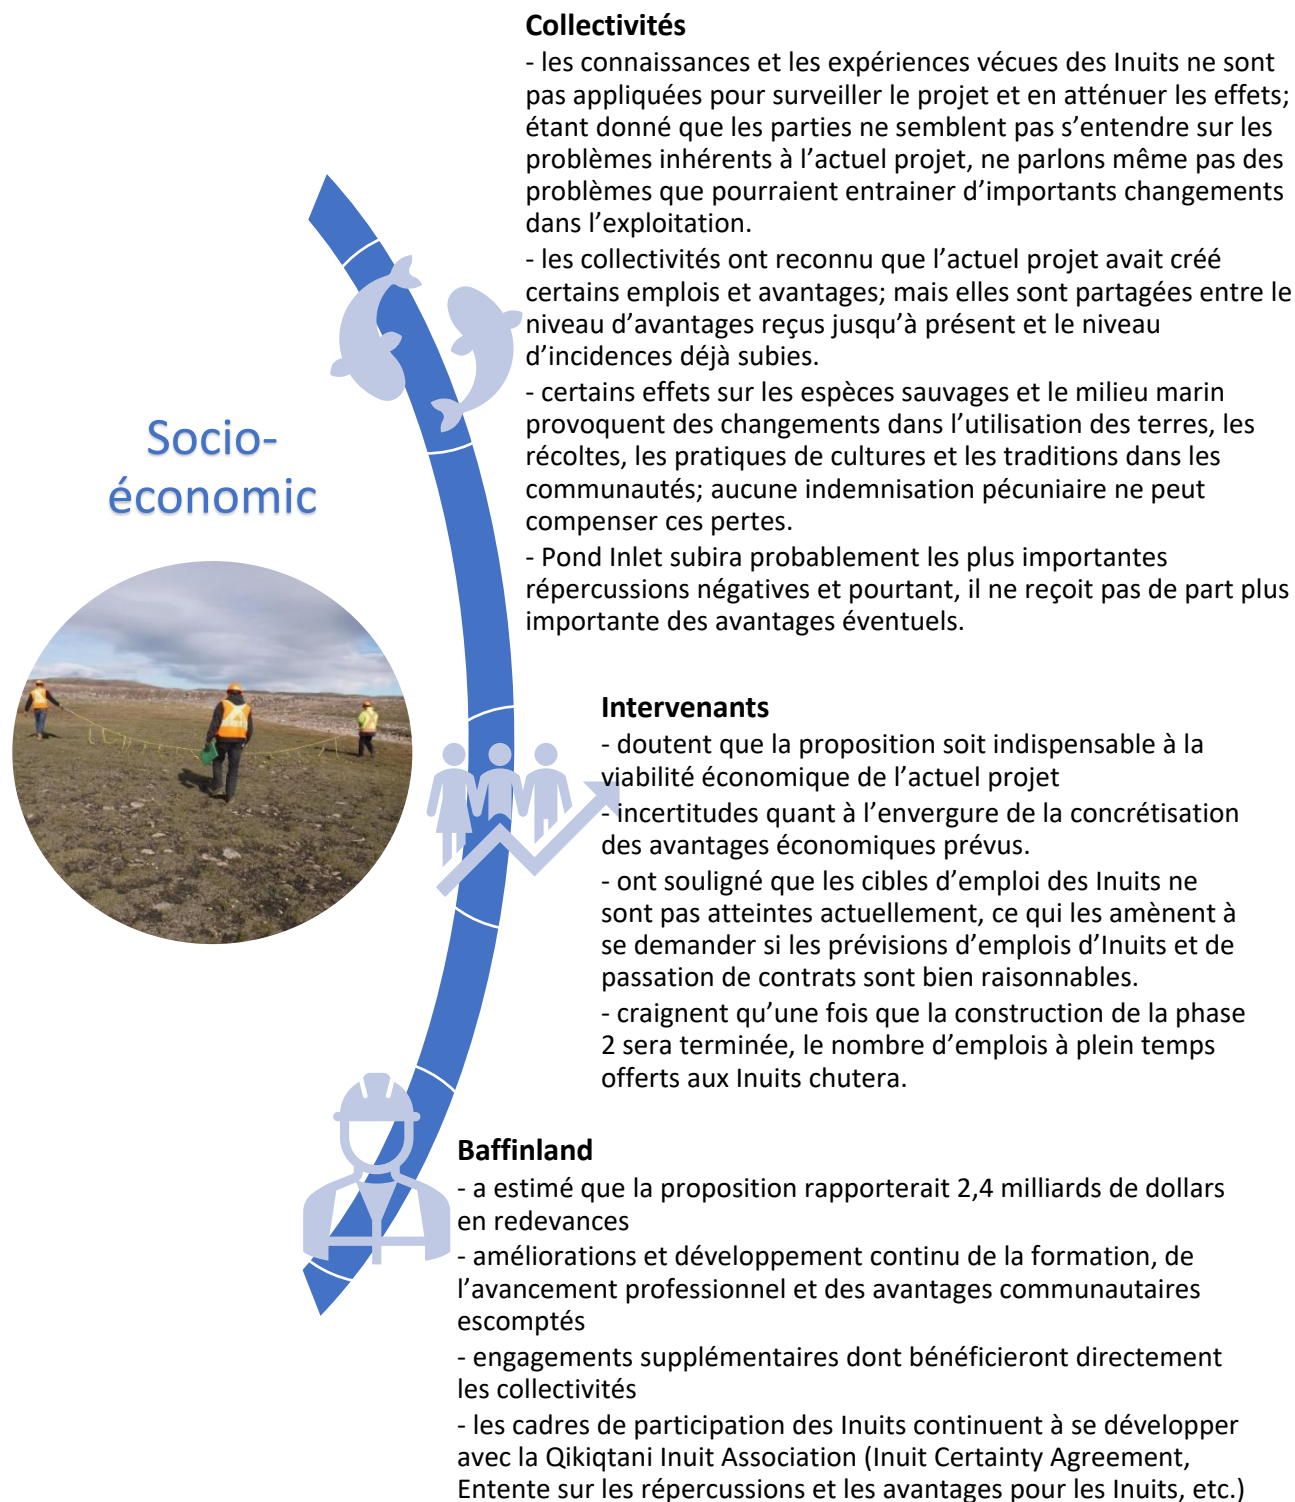 Collectivités
- les connaissances et les expériences vécues des Inuits ne sont
pas appliquées pour surveiller le projet et en atténuer les effets;
étant donné que les parties ne semblent pas s’entendre sur les
problèmes inhérents à l’actuel projet, ne parlons même pas des
problèmes que pourraient entrainer d’importants changements
dans l’exploitation.
- les collectivités ont reconnu que l’actuel projet avait créé
certains emplois et avantages; mais elles sont partagées entre le
niveau d’avantages reçus jusqu’à présent et le niveau
d’incidences déjà subies.
- certains effets sur les espèces sauvages et le milieu marin
provoquent des changements dans l’utilisation des terres, les
récoltes, les pratiques de cultures et les traditions dans les
communautés; aucune indemnisation pécuniaire ne peut
compenser ces pertes.
- Pond Inlet subira probablement les plus importantes
répercussions négatives et pourtant, il ne reçoit pas de part plus
importante des avantages éventuels.
Socio-
économic
Intervenants
- doutent que la proposition soit indispensable à la
viabilité économique de l’actuel projet
- incertitudes quant à l’envergure de la concrétisation
des avantages économiques prévus.
- ont souligné que les cibles d’emploi des Inuits ne
sont pas atteintes actuellement, ce qui les amènent à
se demander si les prévisions d’emplois d’Inuits et de
passation de contrats sont bien raisonnables.
- craignent qu’une fois que la construction de la phase
2 sera terminée, le nombre d’emplois à plein temps
offerts aux Inuits chutera.
Baffinland
- a estimé que la proposition rapporterait 2,4 milliards de dollars
en redevances
- améliorations et développement continu de la formation, de
l’avancement professionnel et des avantages communautaires
escomptés
- engagements supplémentaires dont bénéficieront directement
les collectivités
- les cadres de participation des Inuits continuent à se développer
avec la Qikiqtani Inuit Association (Inuit Certainty Agreement,
Entente sur les répercussions et les avantages pour les Inuits, etc.)